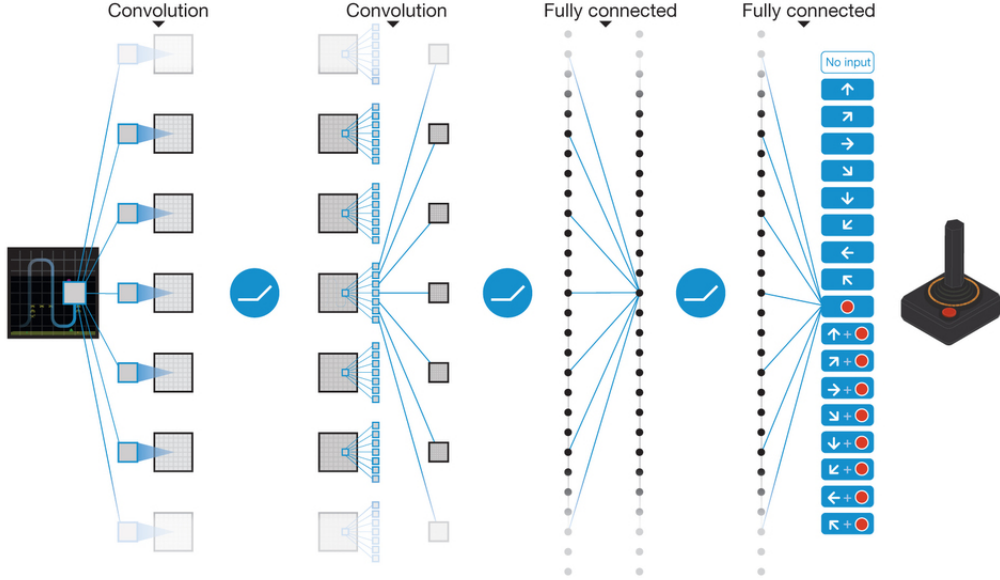 Convolution
Convolution
Fully connected
Fully connected
No input
+
+
+
+
+
+
+
+